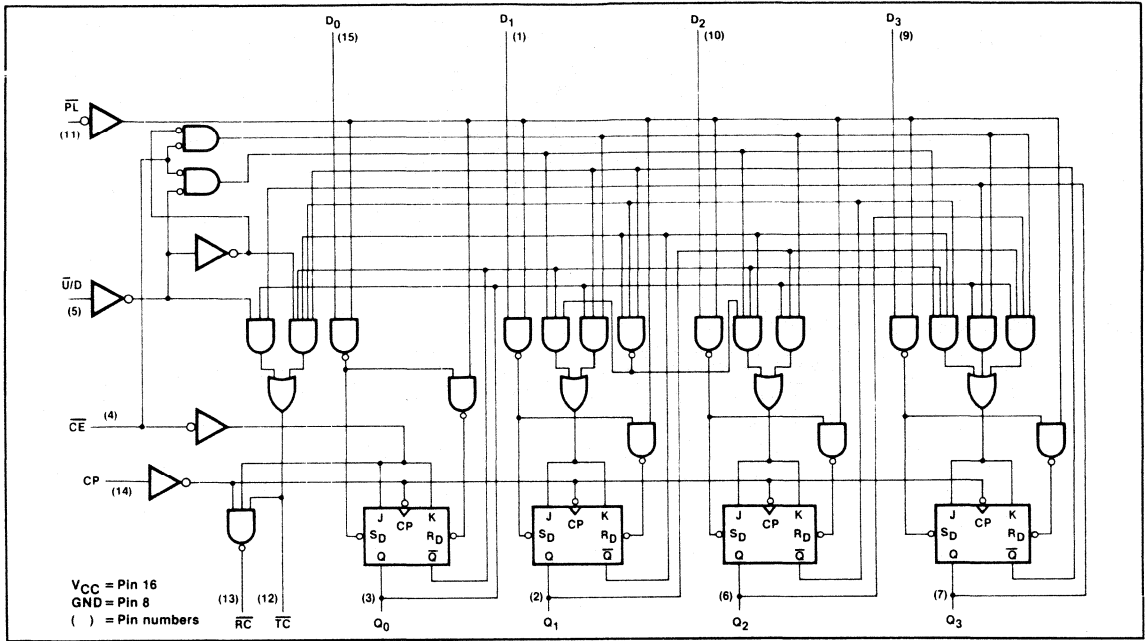 D0 D1 D2 D3
(15) (1) (10) (9)
PL
(11)
U/D
(5)
CE (4)
CP (14)
J K J K J K J K
CP CP CP CP
SD RD SD RD SD RD SD RD
Q Q Q Q Q Q Q Q
VCC = Pin 16
GND = Pin 8
( ) = Pin numbers
(13) (12) (3) (2) (6) (7)
RC TC Q0 Q1 Q2 Q3